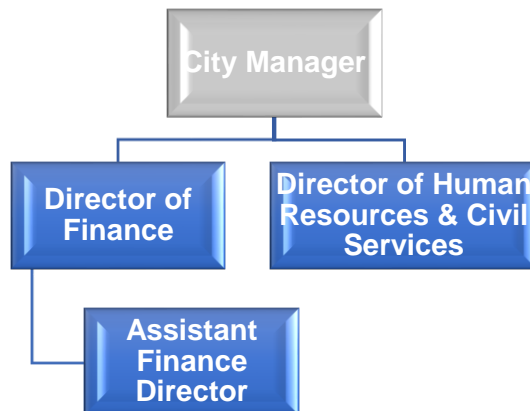 City Manager
Director of
Finance
Director of Human
Resources & Civil
Services
Assistant
Finance
Director